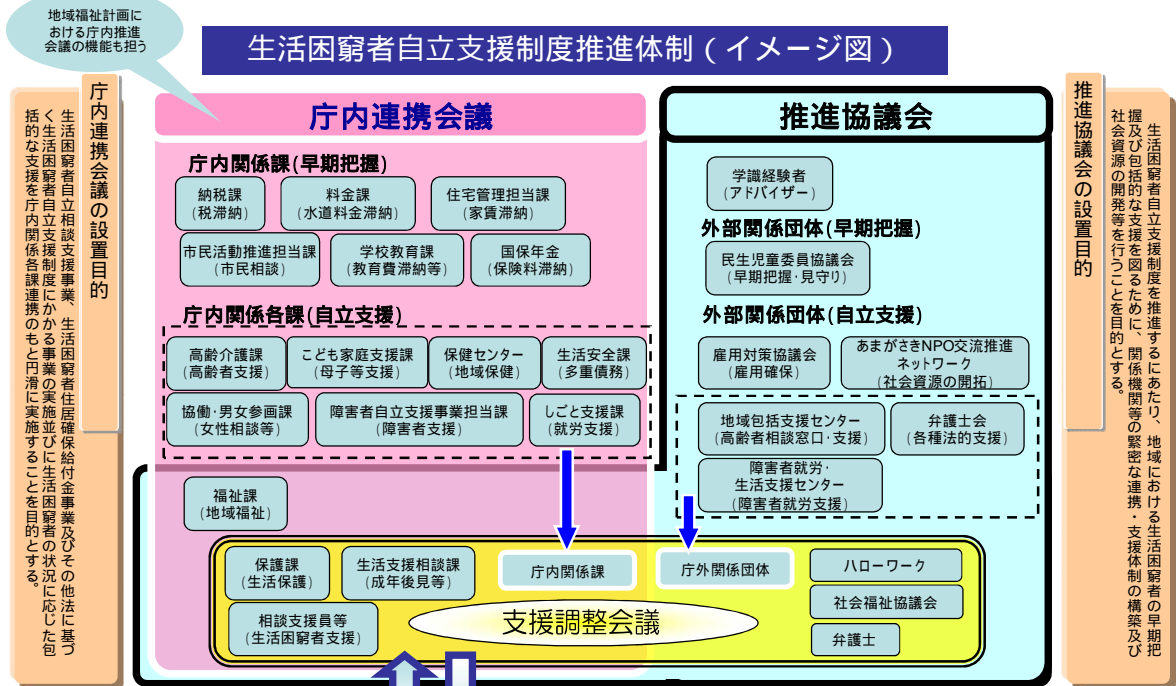 地域福祉計画に
おける庁内推進
会議の機能も担う
生活困窮者自立支援制度推進体制（イメージ図）
庁内連携会議の設置目的
生活困窮者自立相談支援事業、生活困窮者住居確保給付金事業及びその他法に基づ
く生活困窮者自立支援制度にかかる事業の実施並びに生活困窮者の状況に応じた包
括的な支援を庁内関係各課連携のもと円滑に実施することを目的とする。
庁内連携会議
庁内関係課(早期把握)
納税課
(税滞納)
料金課
(水道料金滞納)
住宅管理担当課
(家賃滞納)
市民活動推進担当課
(市民相談)
学校教育課
(教育費滞納等)
国保年金
(保険料滞納)
庁内関係各課(自立支援)
高齢介護課
(高齢者支援)
こども家庭支援課
(母子等支援)
保健センター
(地域保健)
生活安全課
(多重債務)
協働・男女参画課
(女性相談等)
障害者自立支援事業担当課
(障害者支援)
しごと支援課
(就労支援)
福祉課
(地域福祉)
推進協議会
学識経験者
(アドバイザー)
外部関係団体(早期把握)
民生児童委員協議会
(早期把握・見守り)
外部関係団体(自立支援)
雇用対策協議会
(雇用確保)
あまがさきNPO交流推進
ネットワーク
(社会資源の開拓)
地域包括支援センター
(高齢者相談窓口・支援)
弁護士会
(各種法的支援)
障害者就労・
生活支援センター
(障害者就労支援)
保護課
(生活保護)
生活支援相談課
(成年後見等)
庁内関係課
庁外関係団体
ハローワーク
相談支援員等
(生活困窮者支援)
支援調整会議
社会福祉協議会
弁護士
推進協議会の設置目的
生活困窮者自立支援制度を推進するにあたり、地域における生活困窮者の早期把
握及び包括的な支援を図るために、関係機関等の緊密な連携・支援体制の構築及び
社会資源の開発等を行うことを目的とする。